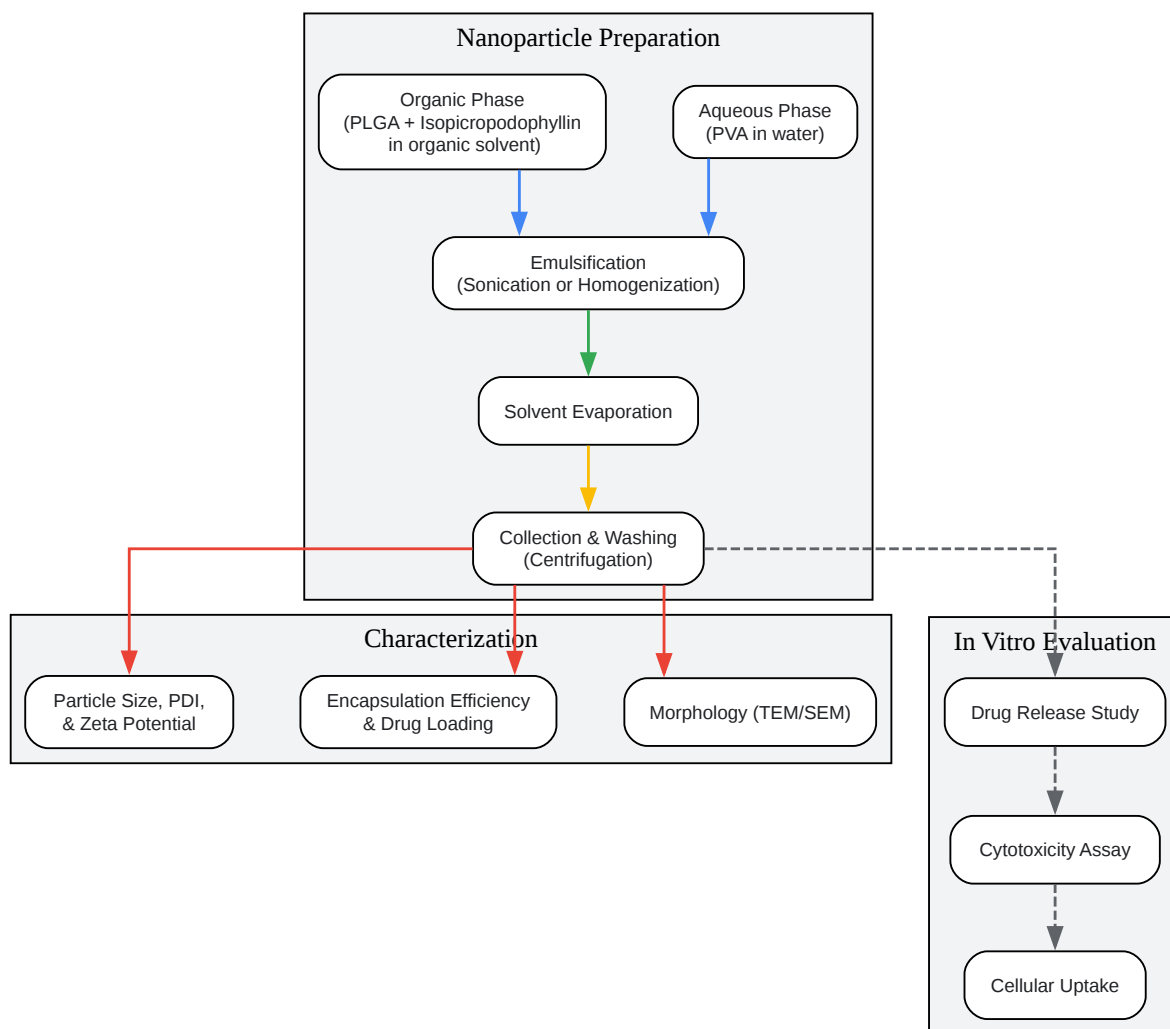 Nanoparticle Preparation
Organic Phase
(PLGA + Isopicropodophyllin
in organic solvent)
Aqueous Phase
(PVA in water)
Emulsification
(Sonication or Homogenization)
Solvent Evaporation
Collection & Washing
(Centrifugation)
Characterization
Particle Size, PDI,
& Zeta Potential
Encapsulation Efficiency
& Drug Loading
Morphology (TEM/SEM)
In Vitro Evaluation
Drug Release Study
Cytotoxicity Assay
Cellular Uptake